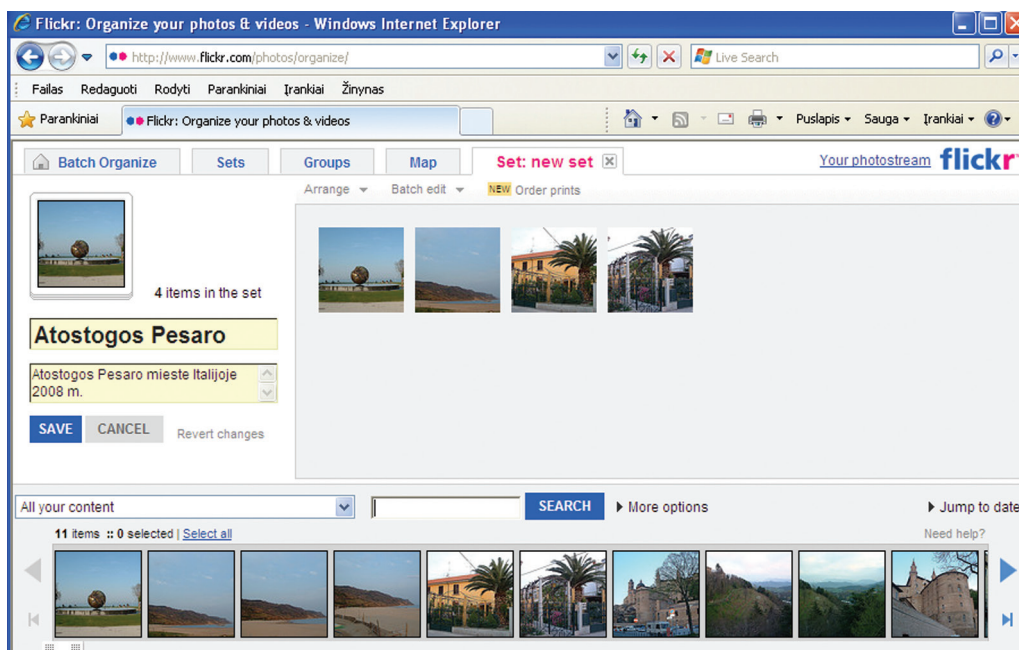 Flickr: Organize your photos & videos - Windows Internet Explorer
http://www.flickr.com/photos/organize/
Live Search
Failas Redaguoti Rodyti Parankiniai Įrankiai Žinynas
Parankiniai Flickr: Organize your photos & videos Puslapis Sauga Įrankiai
Batch Organize Sets Groups Map Set: new set Your photostream flickr
Arrange Batch edit NEW Order prints
4 items in the set
Atostogos Pesaro
Atostogos Pesaro mieste Italijoje
2008 m.
SAVE CANCEL Revert changes
All your content SEARCH More options Jump to date
11 items :: 0 selected | Select all Need help?